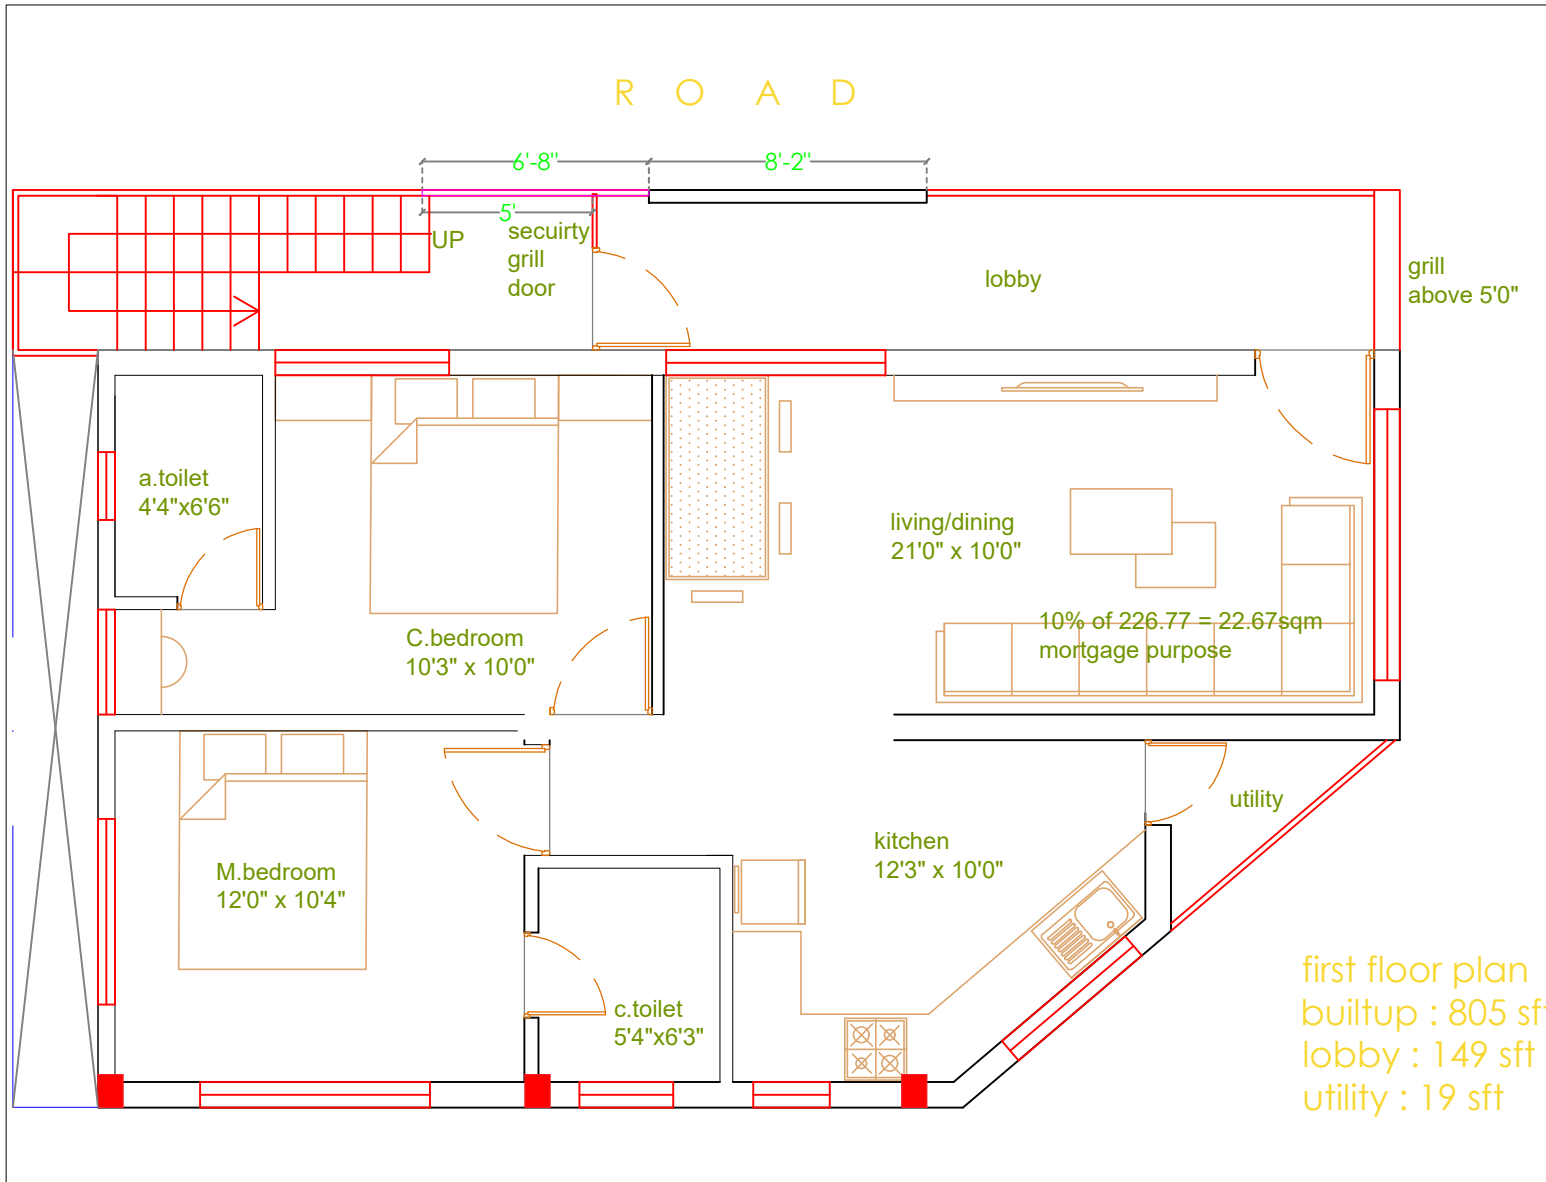 R O A D
6'-8"
8'-2"
5'
UP
secuirty
grill
door
lobby
grill
above 5'0"
a.toilet
4'4"x6'6"
living/dining
21'0" x 10'0"
C.bedroom
10'3" x 10'0"
10% of 226.77 = 22.67sqm
mortgage purpose
utility
kitchen
12'3" x 10'0"
M.bedroom
12'0" x 10'4"
c.toilet
5'4"x6'3"
first floor plan
builtup : 805 sft
lobby : 149 sft
utility : 19 sft